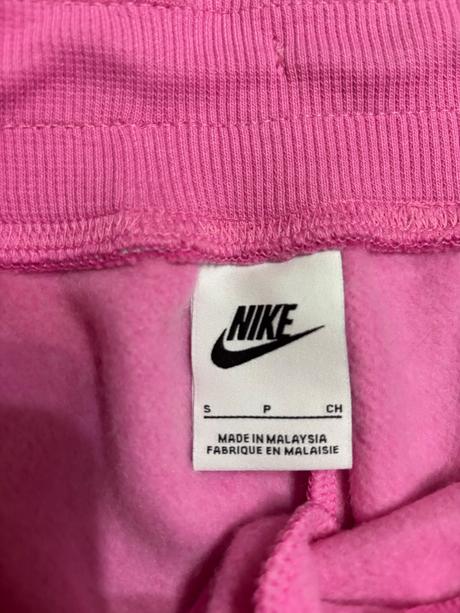 NIKE
S P CH
MADE IN MALAYSIA
FABRIQUE EN MALAISIE